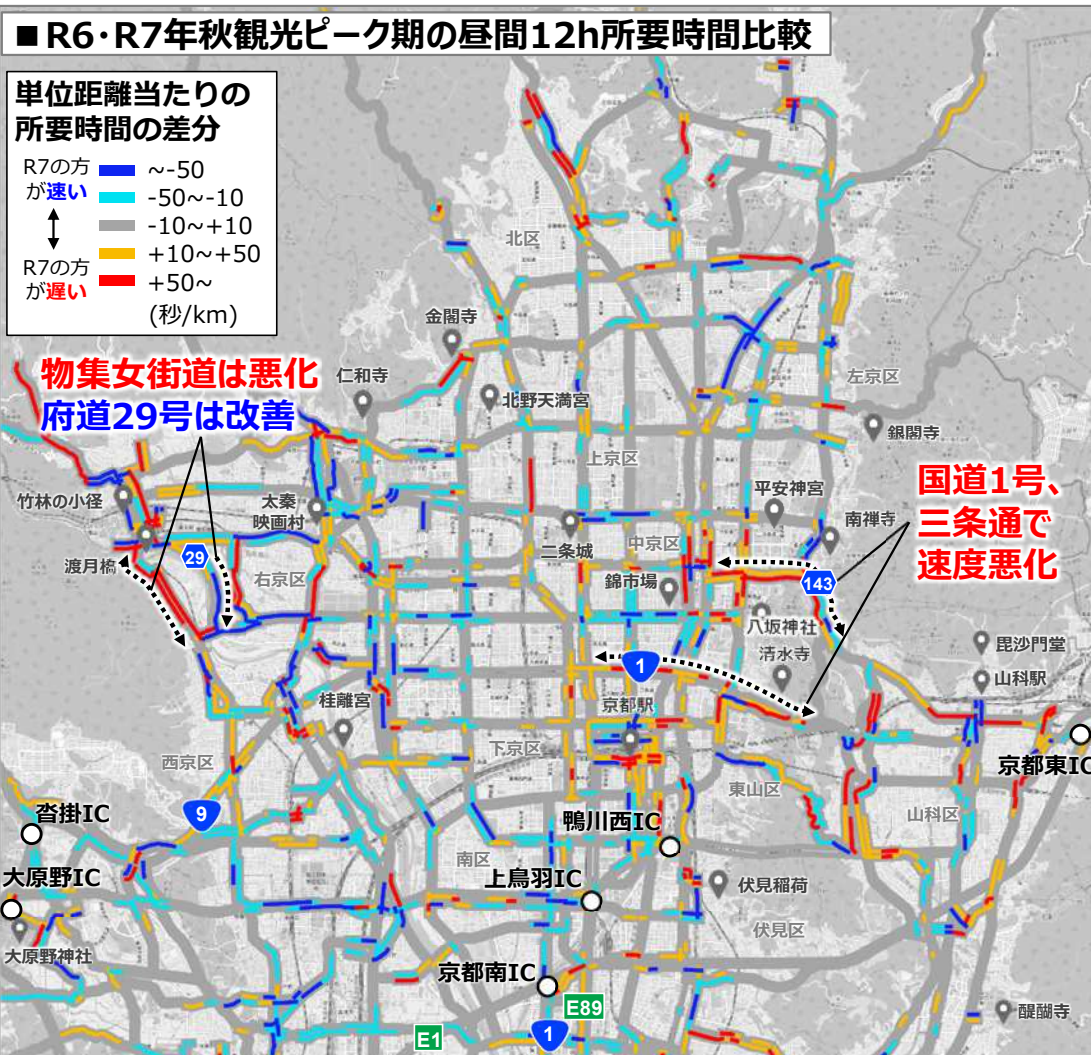 ■R6･R7年秋観光ピーク期の昼間12h所要時間比較
単位距離当たりの
所要時間の差分
R7の方
が速い
R7の方
が遅い
~-50
-50~-10
-10~+10
+10~+50
+50~
(秒/km)
北区
金閣寺
物集女街道は悪化
府道29号は改善
仁和寺
北野天満宮
左京区
銀閣寺
上京区
国道1号、
三条通で
速度悪化
竹林の小径
太秦
映画村
平安神宮
南禅寺
二条城
中京区
渡月橋
29
右京区
錦市場
143
八坂神社
清水寺
毘沙門堂
山科駅
1
京都駅
桂離宮
下京区
西京区
京都東IC
東山区
山科区
9
沓掛IC
鴨川西IC
南区
大原野IC
上鳥羽IC
伏見稲荷
伏見区
大原野神社
京都南IC
E89
醍醐寺
E1
1